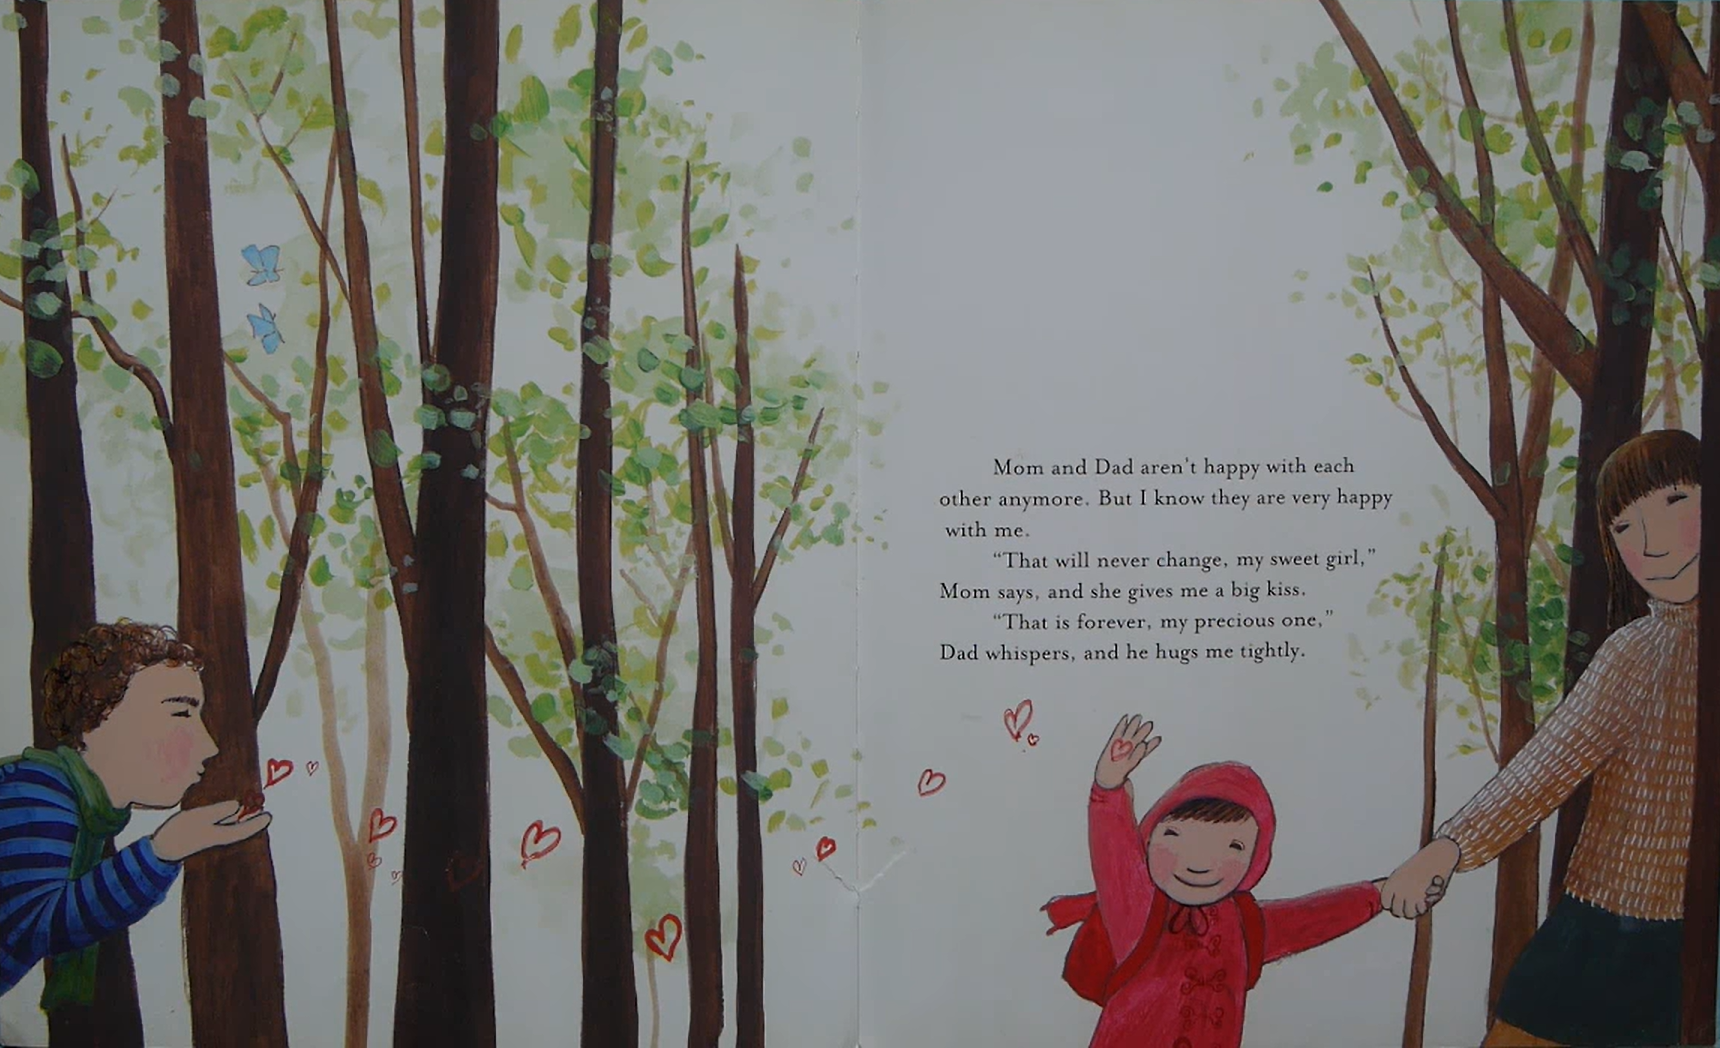 Mom and Dad aren't happy with each
other anymore. But I know they are very happy
with me.
“That will never change, my sweet girl,”
Mom says, and she gives me a big kiss.
“That is forever, my precious one,”
Dad whispers, and he hugs me tightly.